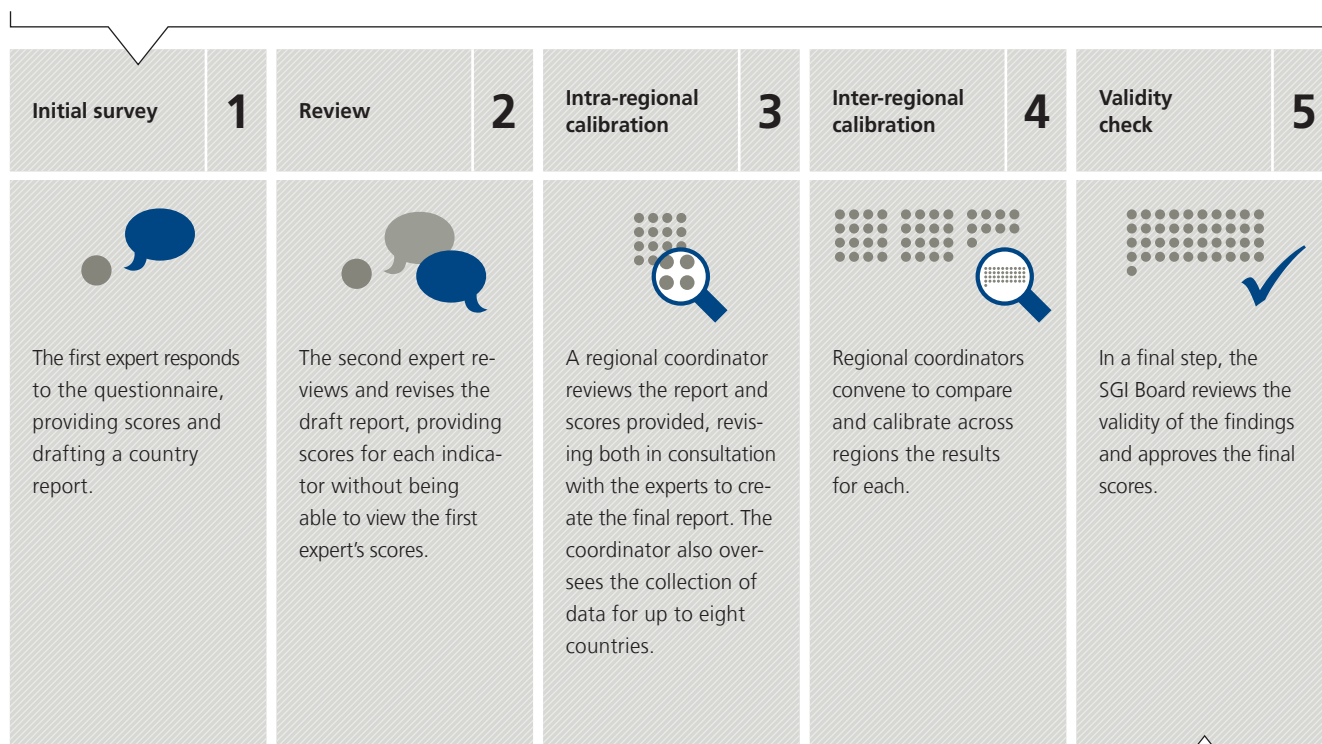 Initial survey
1
The first expert responds
to the questionnaire,
providing scores and
drafting a country
report.
Review
2
The second expert re-
views and revises the
draft report, providing
scores for each indica-
tor without being
able to view the first
expert's scores.
Intra-regional
calibration
3
A regional coordinator
reviews the report and
scores provided, revis-
ing both in consultation
with the experts to cre-
ate the final report. The
coordinator also over-
sees the collection of
data for up to eight
countries.
Inter-regional
calibration
4
Regional coordinators
convene to compare
and calibrate across
regions the results
for each.
Validity
check
5
In a final step, the
SGI Board reviews the
validity of the findings
and approves the final
scores.